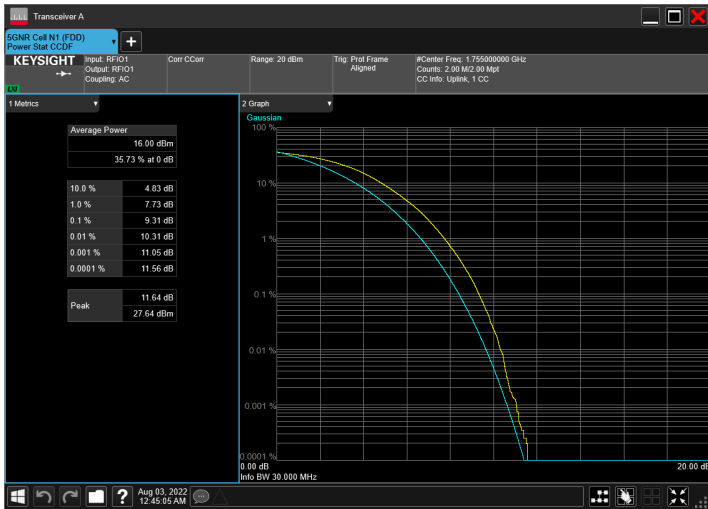 Transceiver A
5GNR Cell N1 (FDD)
Power Stat CCDF
KEYSIGHT
Input: RFIO1
Output: RFIO1
Coupling: AC
Corr CCorr
Range: 20 dBm
Trig: Prot Frame
Aligned
#Center Freq: 1.755000000 GHz
Counts: 2.00 M/2.00 Mpt
CC Info: Uplink, 1 CC
LXI
1 Metrics
Average Power
16.00 dBm
35.73 % at 0 dB
10.0 % 4.83 dB
1.0 % 7.73 dB
0.1 % 9.31 dB
0.01 % 10.31 dB
0.001 % 11.05 dB
0.0001 % 11.56 dB
Peak
11.64 dB
27.64 dBm
2 Graph
Gaussian
100 %
10 %
1 %
0.1 %
0.01 %
0.001 %
0.0001 %
0.00 dB
20.00 dB
Info BW 30.000 MHz
?
Aug 03, 2022
12:45:05 AM